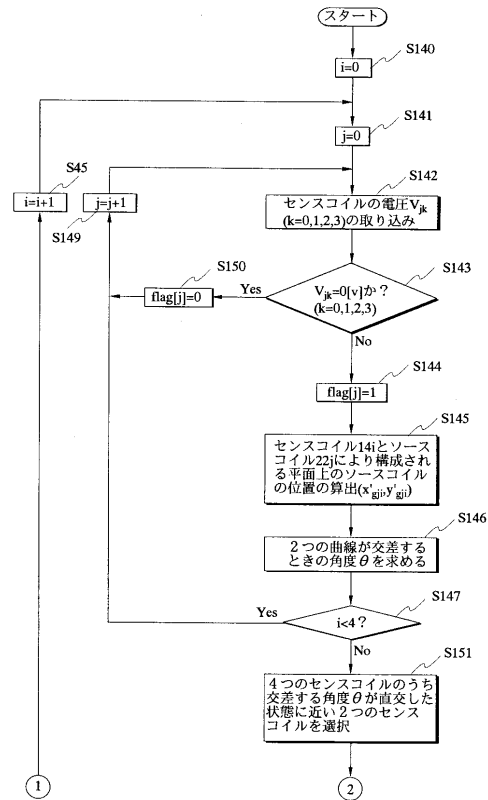 スタート
S140
i=0
S141
j=0
S45
i=i+1
j=j+1
S149
S142
センスコイルの電圧Vjk
(k=0,1,2,3)の取り込み
S150
flag[j]=0
Yes
S143
Vjk=0[v]か？
(k=0,1,2,3)
No
S144
flag[j]=1
S145
センスコイル14iとソース
コイル22jにより構成され
る平面上のソースコイル
の位置の算出(x'gji,y'gji)
S146
2つの曲線が交差する
ときの角度θを求める
S147
Yes
i<4？
No
S151
4つのセンスコイルのうち
交差する角度θが直交した
状態に近い2つのセンス
コイルを選択
1
2